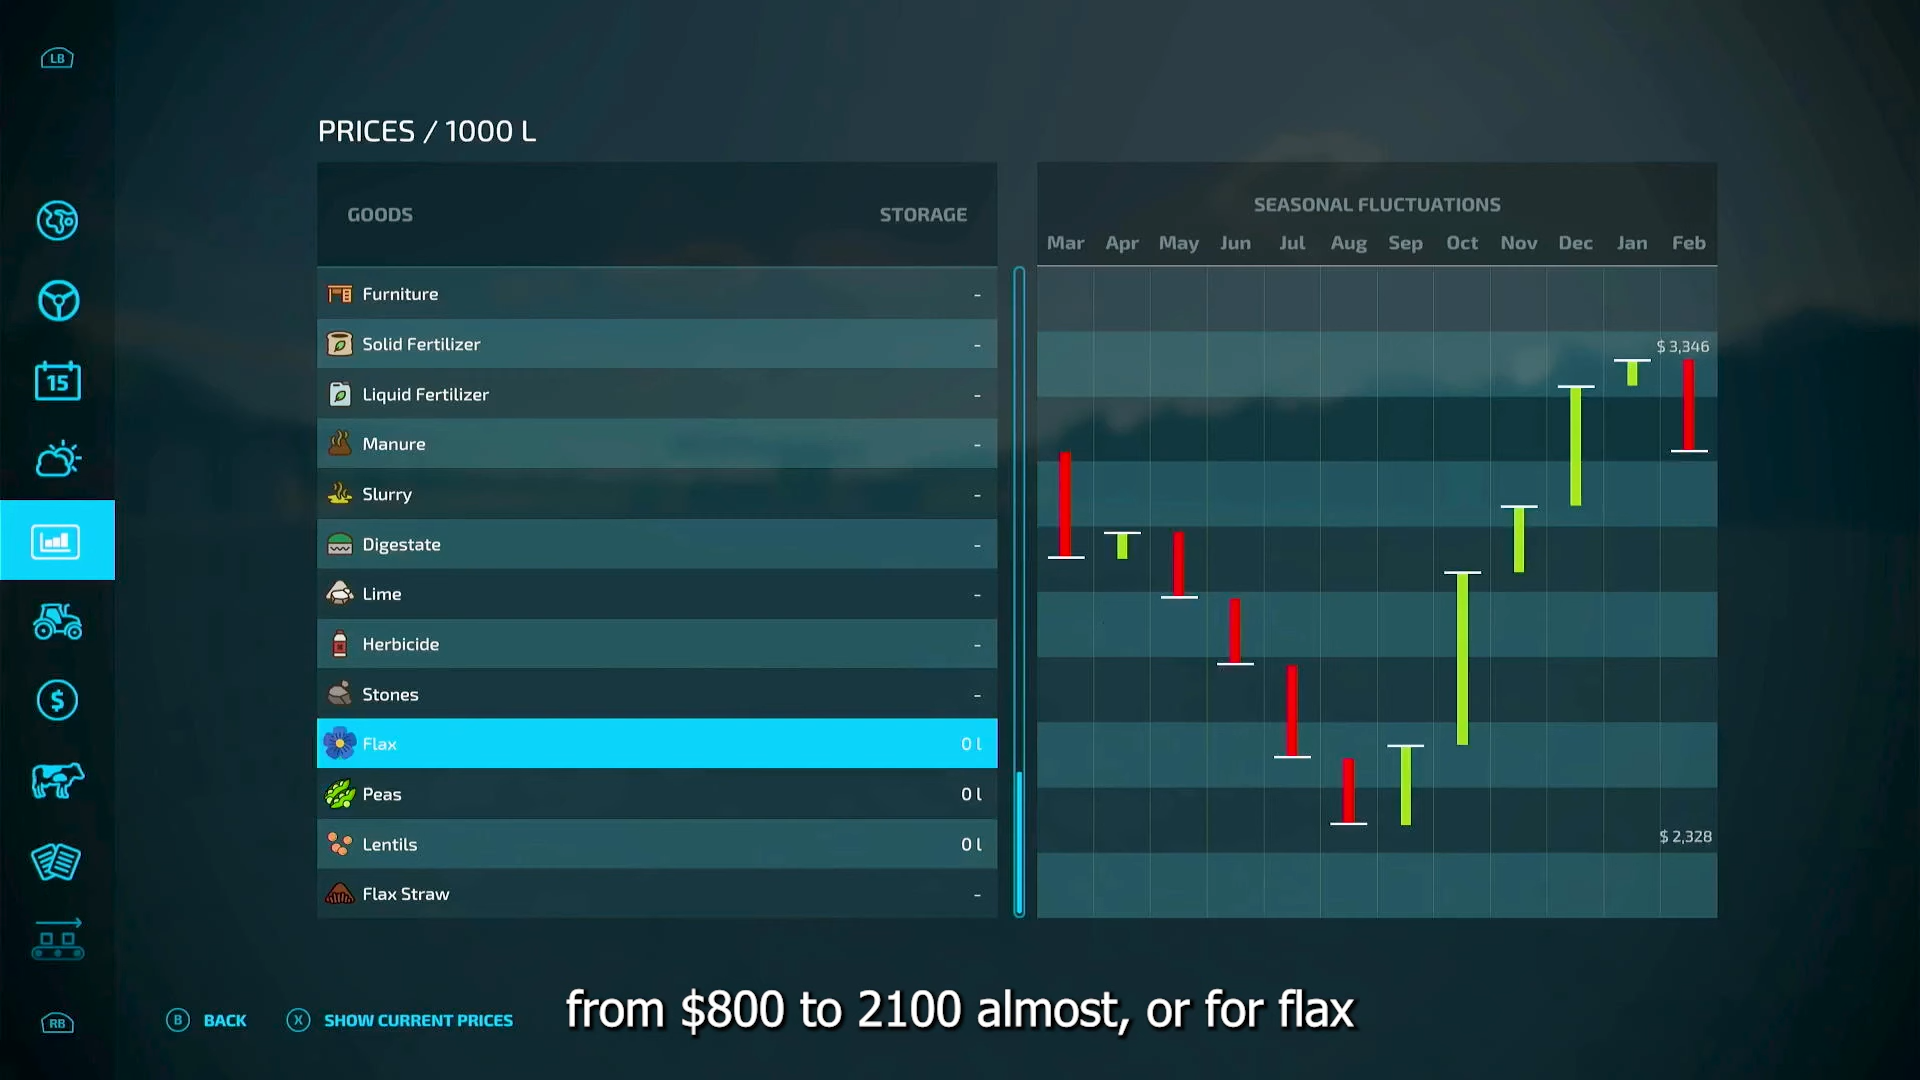 LB
PRICES / 1000 L
GOODS STORAGE
SEASONAL FLUCTUATIONS
Mar Apr May Jun Jul Aug Sep Oct Nov Dec Jan Feb
Furniture -
Solid Fertilizer -
Liquid Fertilizer -
Manure -
Slurry -
Digestate -
Lime -
Herbicide -
Stones -
Flax 0 l
Peas 0 l
Lentils 0 l
Flax Straw -
$ 3,346
$ 2,328
15
$
RB
B BACK X SHOW CURRENT PRICES
from $800 to 2100 almost, or for flax